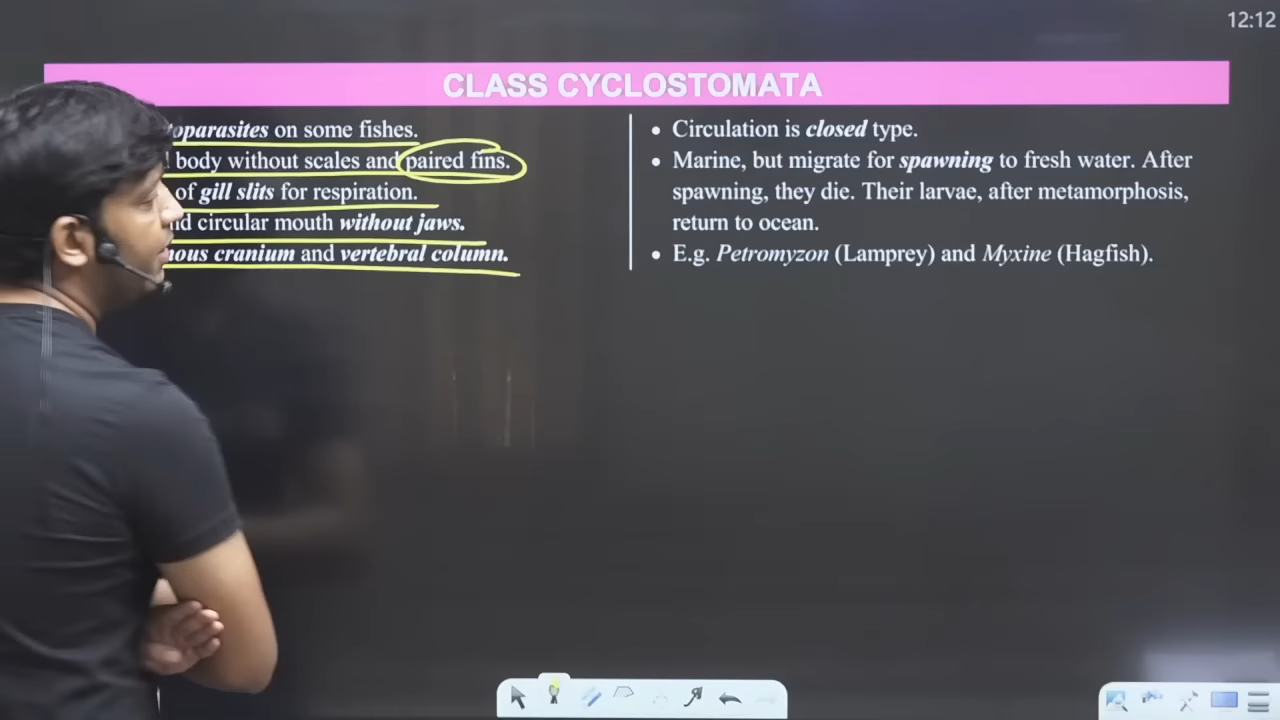 12:12
CLASS CYCLOSTOMATA
toparasites on some fishes.
body without scales and paired fins.
of gill slits for respiration.
nd circular mouth without jaws.
nous cranium and vertebral column.
• Circulation is closed type.
• Marine, but migrate for spawning to fresh water. After
spawning, they die. Their larvae, after metamorphosis,
return to ocean.
• E.g. Petromyzon (Lamprey) and Myxine (Hagfish).